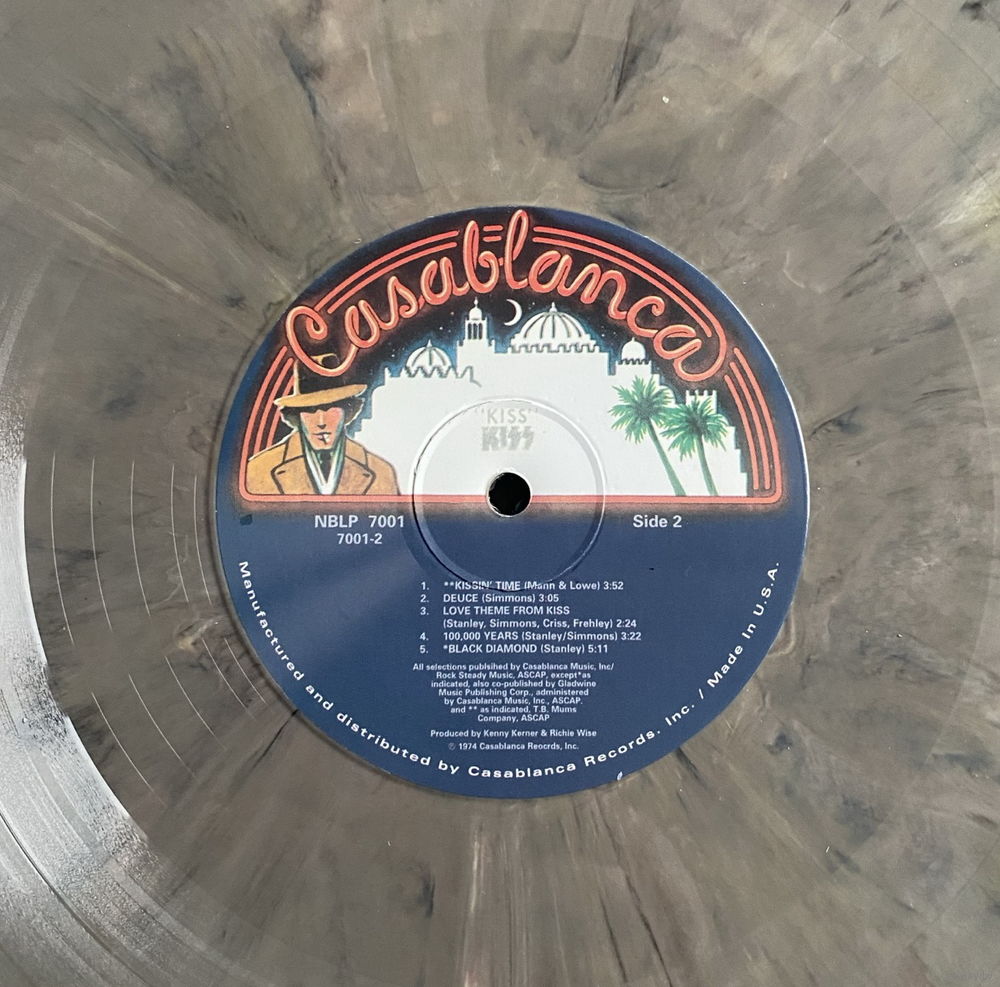 Casablanca
"KISS"
KISS
NBLP 7001
Side 2
7001-2
1. **KISSIN' TIME (Mann & Lowe) 3:52
2. DEUCE (Simmons) 3:05
3. LOVE THEME FROM KISS
(Stanley, Simmons, Criss, Frehley) 2:24
4. 100,000 YEARS (Stanley/Simmons) 3:22
5. *BLACK DIAMOND (Stanley) 5:11
All selections publsihed by Casablanca Music, Inc/
Rock Steady Music, ASCAP, except*as
indicated, also co-published by Gladwine
Music Publishing Corp., administered
by Casablanca Music, Inc., ASCAP.
and ** as indicated. T.B. Mums
Company, ASCAP
Produced by Kenny Kerner & Richie Wise
℗ 1974 Casablanca Reocrds, Inc.
Manufactured and distributed by Casablanca Records. Inc. / Made In U.S.A.